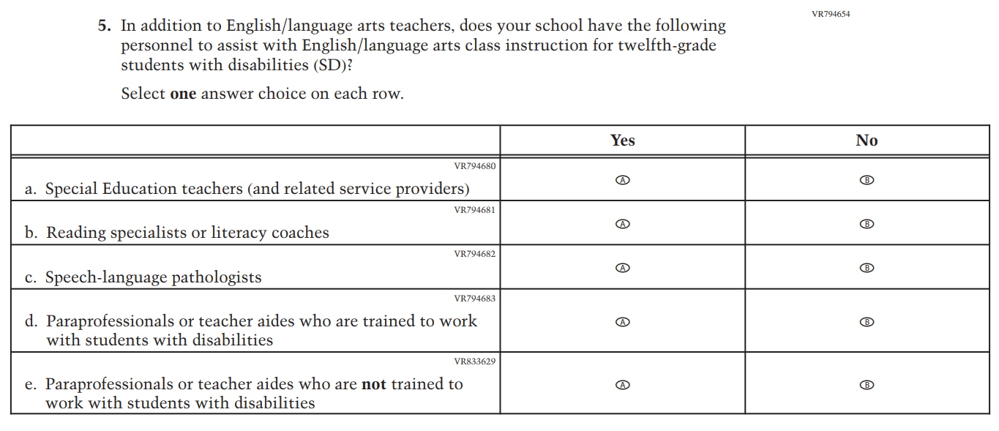 VR794654
5. In addition to English/language arts teachers, does your school have the following
personnel to assist with English/language arts class instruction for twelfth-grade
students with disabilities (SD)?
Select one answer choice on each row.
Yes No
VR794680
a. Special Education teachers (and related service providers) A B
VR794681
b. Reading specialists or literacy coaches A B
VR794682
c. Speech-language pathologists A B
VR794683
d. Paraprofessionals or teacher aides who are trained to work A B
with students with disabilities
VR833629
e. Paraprofessionals or teacher aides who are not trained to A B
work with students with disabilities